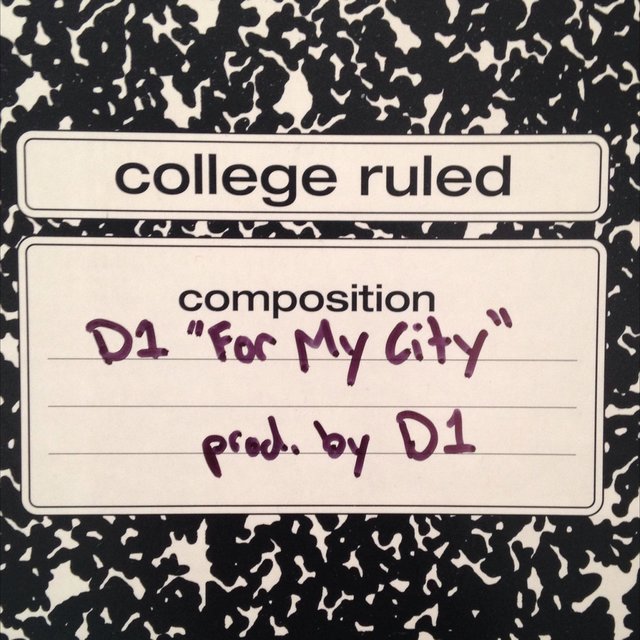 college ruled
composition
D1 "For My City"
prod. by D1